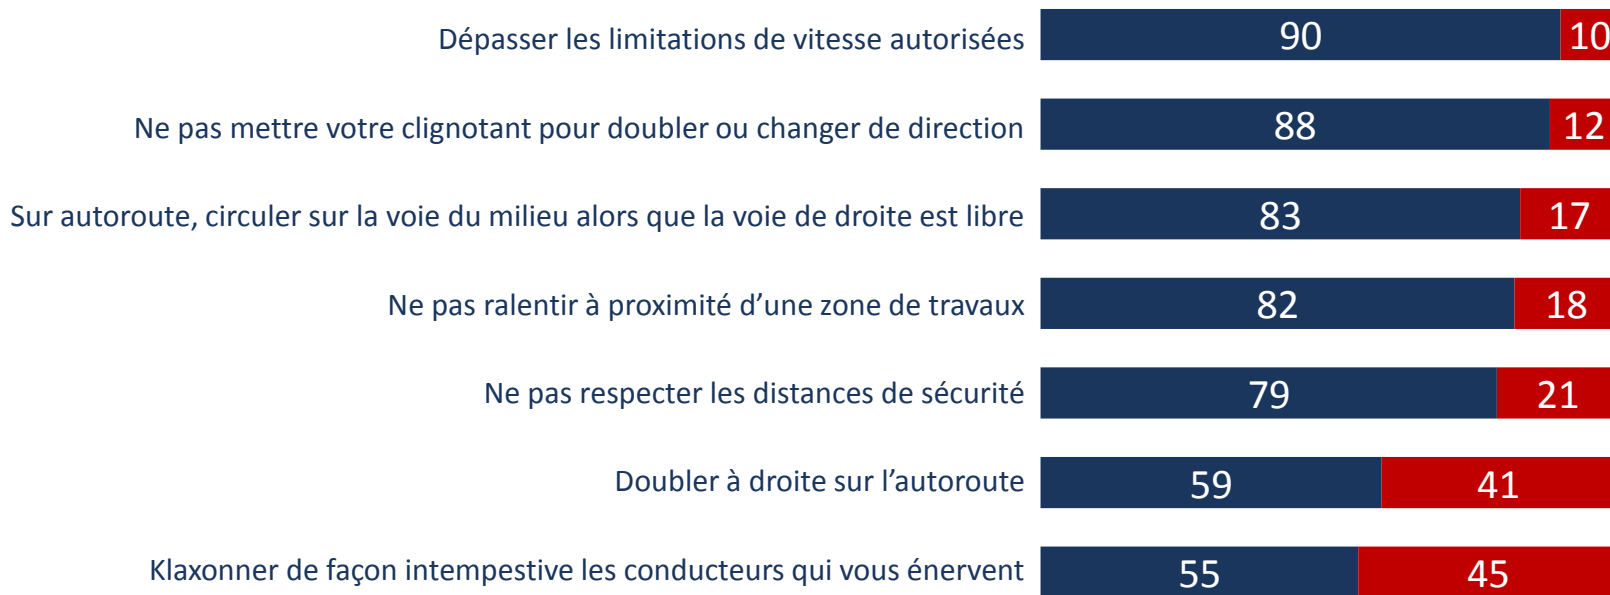 Dépasser les limitations de vitesse autorisées 90 10
Ne pas mettre votre clignotant pour doubler ou changer de direction 88 12
Sur autoroute, circuler sur la voie du milieu alors que la voie de droite est libre 83 17
Ne pas ralentir à proximité d’une zone de travaux 82 18
Ne pas respecter les distances de sécurité 79 21
Doubler à droite sur l’autoroute 59 41
Klaxonner de façon intempestive les conducteurs qui vous énervent 55 45